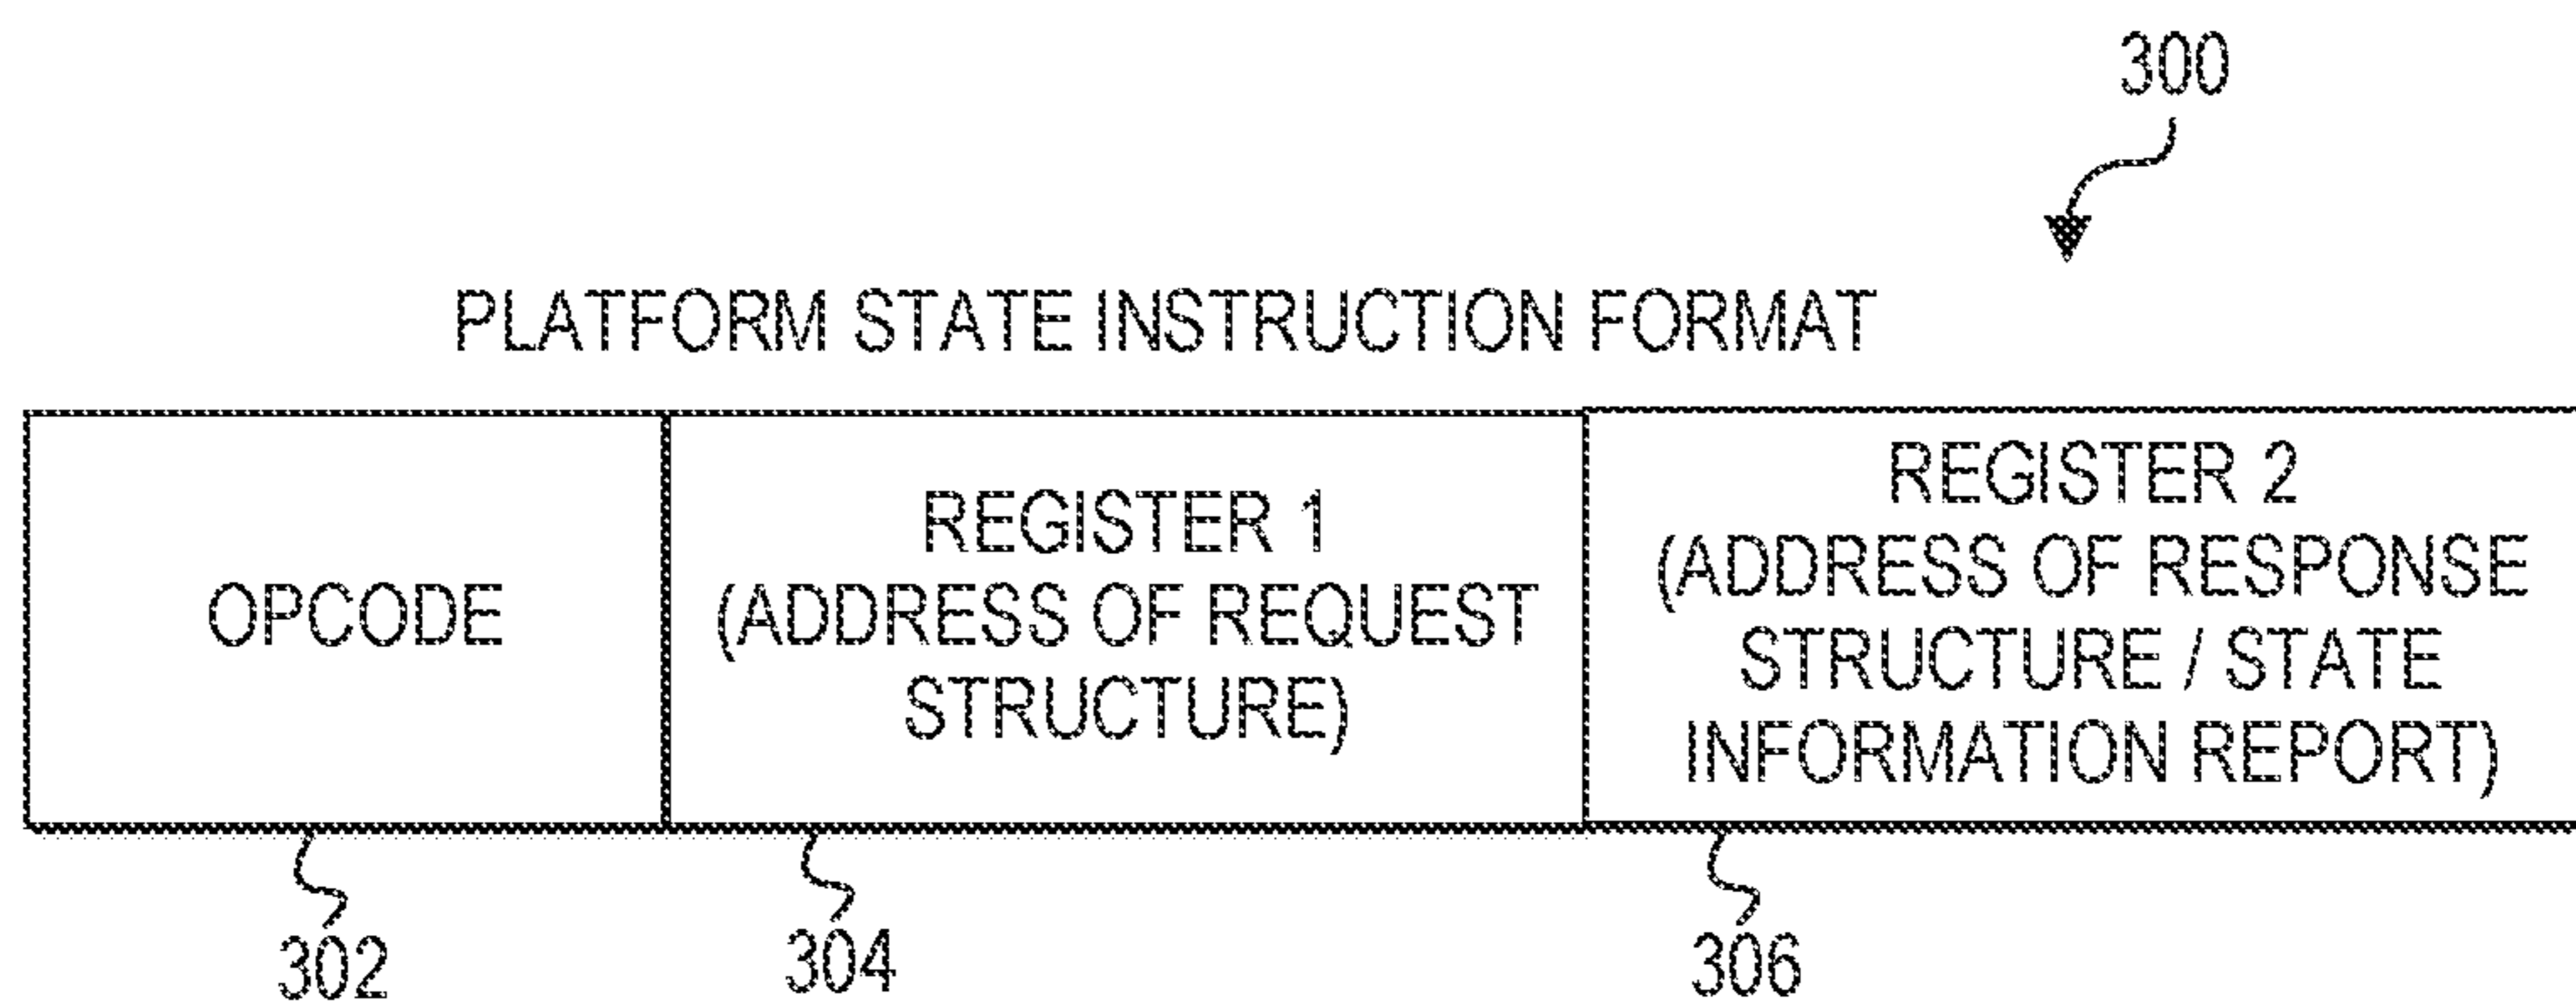 300
PLATFORM STATE INSTRUCTION FORMAT
OPCODE
REGISTER 1
(ADDRESS OF REQUEST
STRUCTURE)
REGISTER 2
(ADDRESS OF RESPONSE
STRUCTURE / STATE
INFORMATION REPORT)
302
304
306